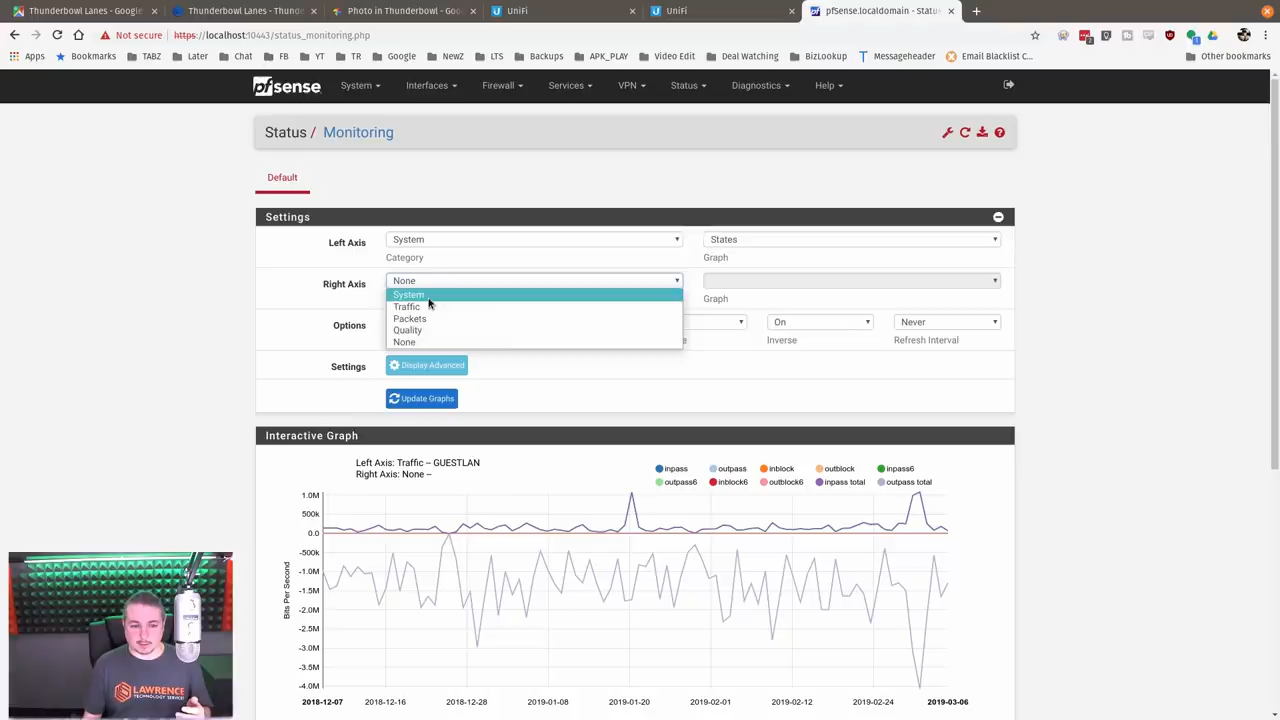 Thunderbowl Lanes - Google
Thunderbowl Lanes - Thund
Photo in Thunderbowl - Goo
UniFi
UniFi
pfsense.localdomain - Statu
Not secure
https://localhost:10443/status_monitoring.php
Apps
Bookmarks
TABZ
Later
Chat
FB
YT
TR
Google
NewZ
LTS
Backups
APK_PLAY
Video Edit
Deal Watching
BizLookup
Messageheader
Email Blacklist C...
Other bookmarks
pfsense
System
Interfaces
Firewall
Services
VPN
Status
Diagnostics
Help
Status / Monitoring
Default
Settings
Left Axis
System
States
Category
Graph
Right Axis
None
Graph
System
Traffic
Packets
Quality
None
Options
On
Never
Inverse
Refresh Interval
Settings
Display Advanced
Update Graphs
Interactive Graph
Left Axis: Traffic -- GUESTLAN
Right Axis: None --
inpass
outpass
inblock
outblock
inpass6
outpass6
inblock6
outblock6
inpass total
outpass total
1.0M
500k
0.0
-500k
-1.0M
-1.5M
-2.0M
-2.5M
-3.0M
-3.5M
-4.0M
Bits Per Second
2018-12-07
2018-12-16
2018-12-28
2019-01-08
2019-01-20
2019-02-01
2019-02-12
2019-02-24
2019-03-06
LAWRENCE
TECHNOLOGY SERVICES